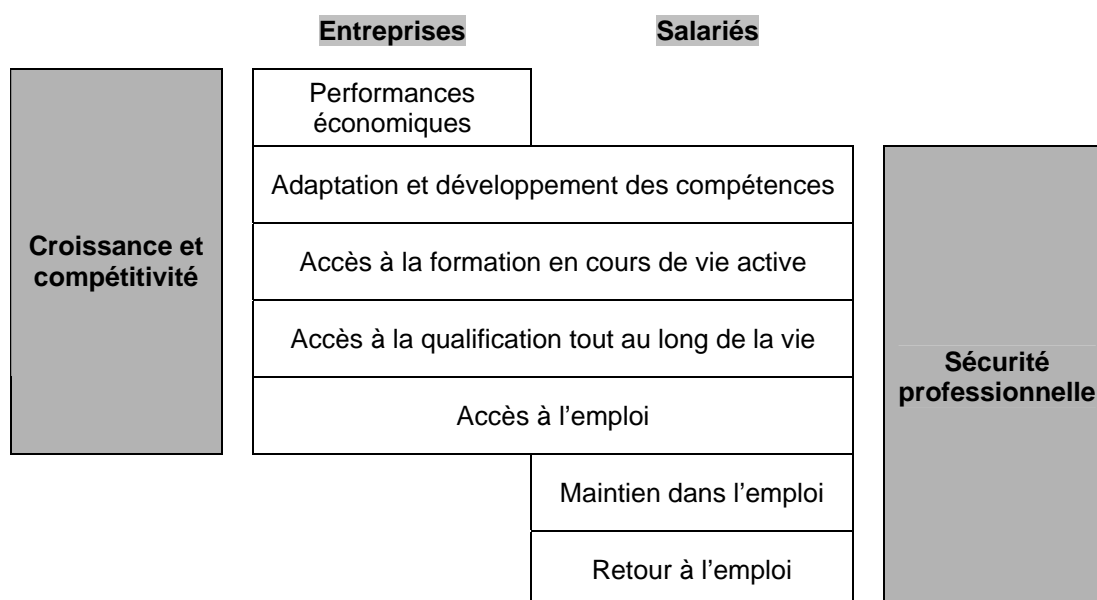 Entreprises
Salariés
Performances
économiques
Adaptation et développement des compétences
Croissance et
compétitivité
Accès à la formation en cours de vie active
Accès à la qualification tout au long de la vie
Sécurité
professionnelle
Accès à l’emploi
Maintien dans l’emploi
Retour à l’emploi